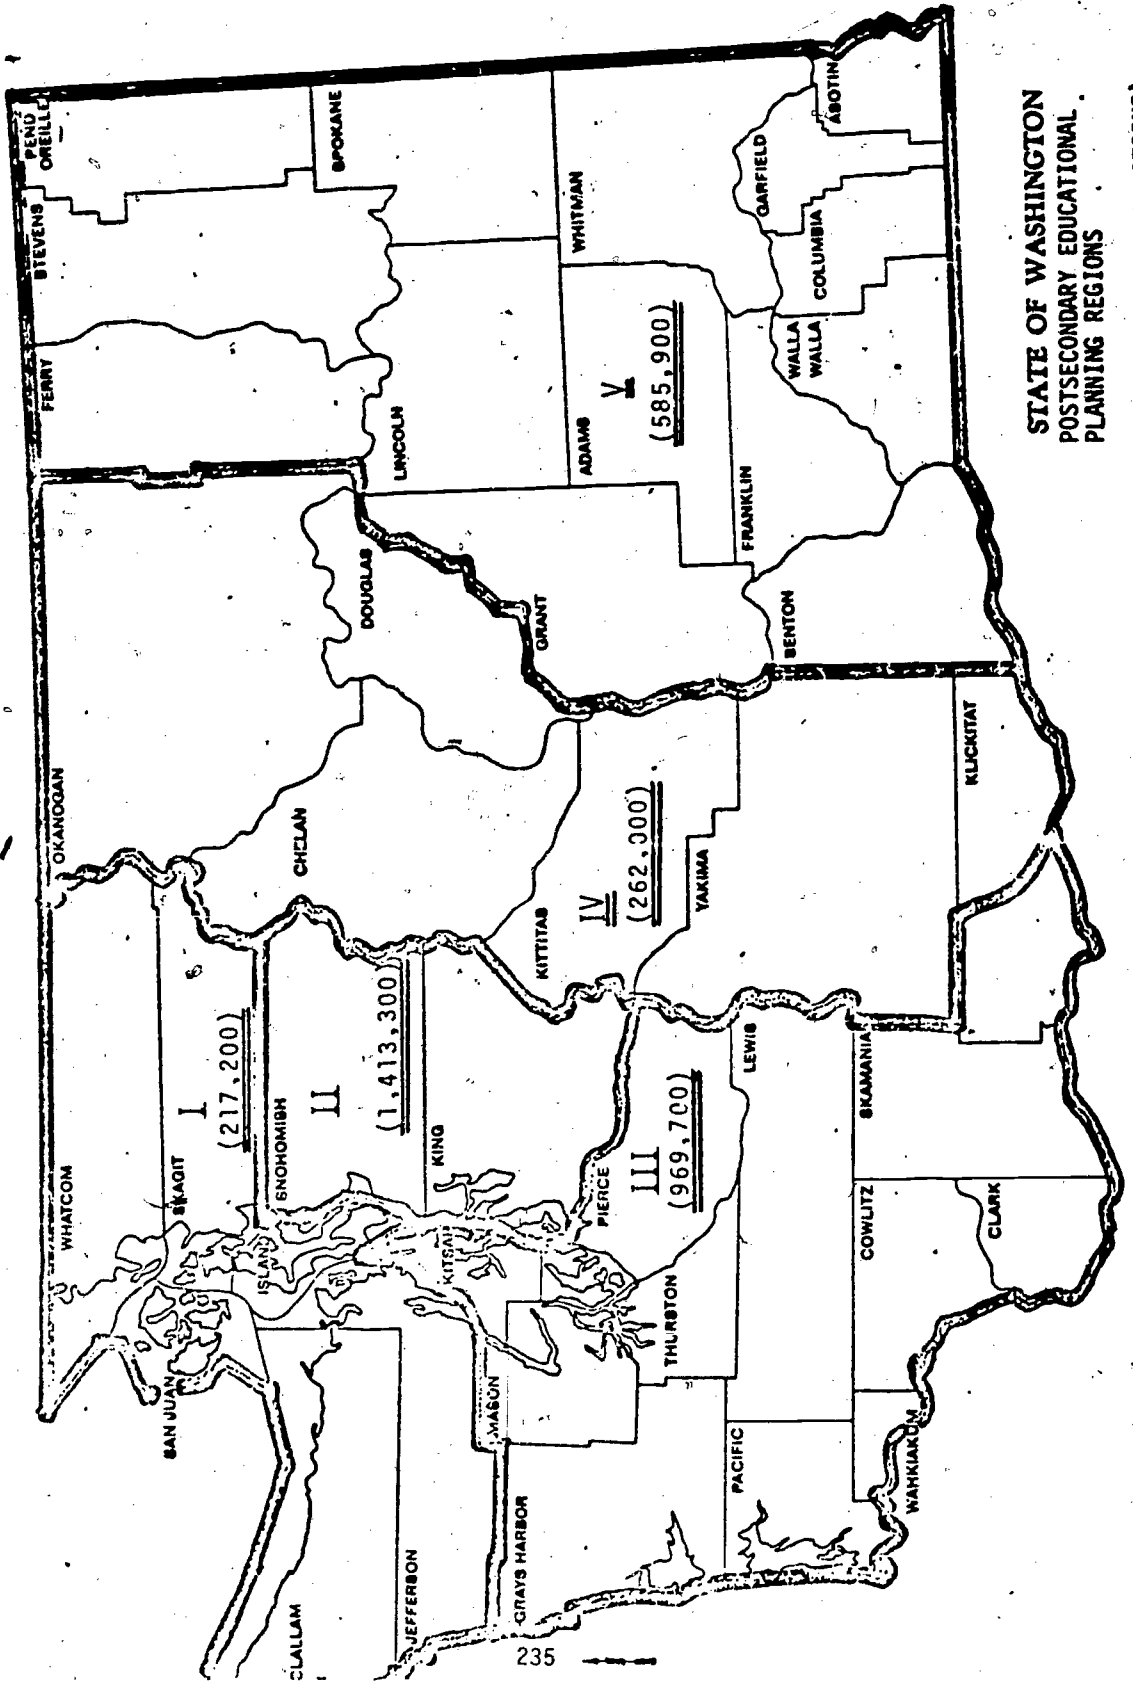 WHATCOM
OKANOGAN
FERRY
STEVENS
PEND
OREILLE
SAN JUAN
SKAGIT
I
(217,200)
ISLAND
SNOHOMISH
II
(1,413,300)
CHELAN
DOUGLAS
LINCOLN
SPOKANE
CLALLAM
JEFFERSON
KITSAP
KING
KITTITAS
GRANT
ADAMS
WHITMAN
GRAYS HARBOR
MASON
PIERCE
III
(969,700)
IV
(262,000)
V
(585,900)
THURSTON
LEWIS
YAKIMA
FRANKLIN
WALLA
WALLA
COLUMBIA
GARFIELD
ASOTIN
PACIFIC
BENTON
WAHKIAKUM
COWLITZ
SKAMANIA
CLARK
KLICKITAT
STATE OF WASHINGTON
POSTSECONDARY EDUCATIONAL
PLANNING REGIONS
235